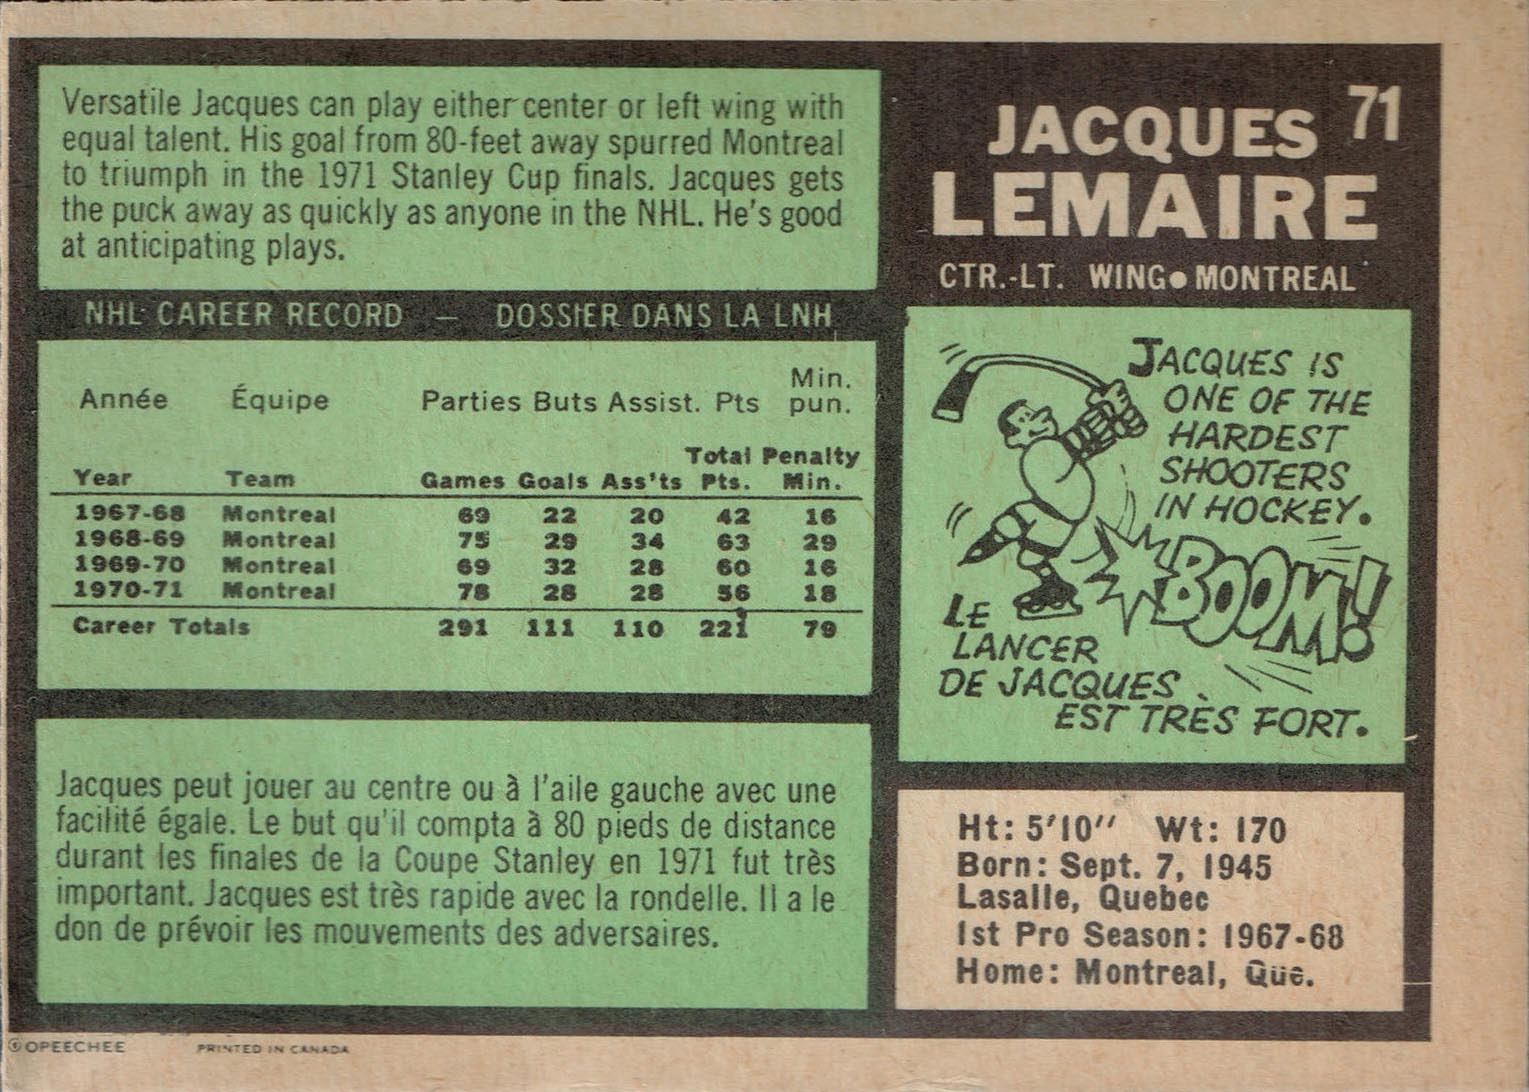 Versatile Jacques can play either center or left wing with
equal talent. His goal from 80-feet away spurred Montreal
to triumph in the 1971 Stanley Cup finals. Jacques gets
the puck away as quickly as anyone in the NHL. He's good
at anticipating plays.
NHL CAREER RECORD — DOSSIER DANS LA LNH
Min.
Année Équipe Parties Buts Assist. Pts pun.
Total Penalty
Year Team Games Goals Ass'ts Pts. Min.
1967-68 Montreal 69 22 20 42 16
1968-69 Montreal 75 29 34 63 29
1969-70 Montreal 69 32 28 60 16
1970-71 Montreal 78 28 28 56 18
Career Totals 291 111 110 221 79
Jacques peut jouer au centre ou à l'aile gauche avec une
facilité égale. Le but qu'il compta à 80 pieds de distance
durant les finales de la Coupe Stanley en 1971 fut très
important. Jacques est très rapide avec la rondelle. Il a le
don de prévoir les mouvements des adversaires.
71
JACQUES
LEMAIRE
CTR.-LT. WING●MONTREAL
JACQUES IS
ONE OF THE
HARDEST
SHOOTERS
IN HOCKEY.
BOOM!
LE
LANCER
DE JACQUES
EST TRÈS FORT.
Ht: 5'10" Wt: 170
Born: Sept. 7, 1945
Lasalle, Quebec
1st Pro Season: 1967-68
Home: Montreal, Que.
© OPEECHEE PRINTED IN CANADA